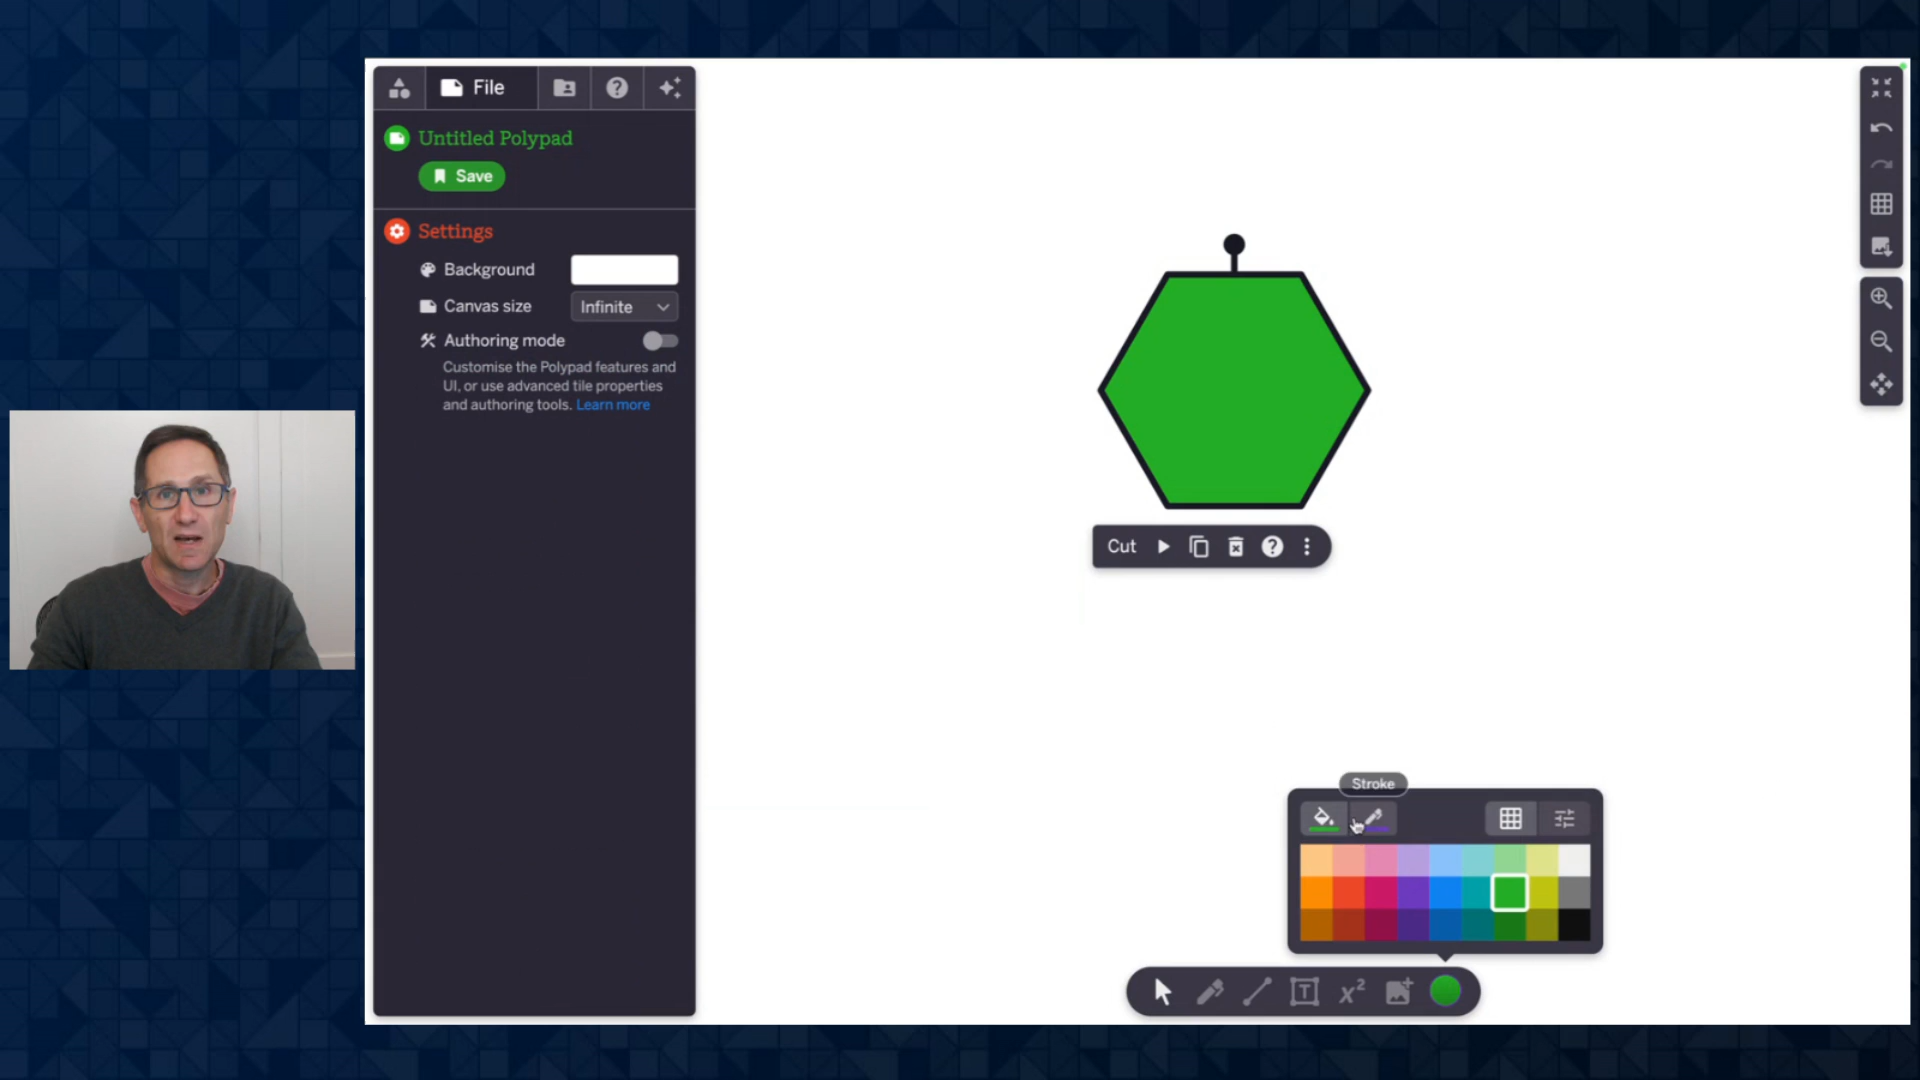 File
Untitled Polypad
Save
Settings
Background
Canvas size
Infinite
Authoring mode
Customise the Polypad features and
UI, or use advanced tile properties
and authoring tools. Learn more
Cut
Stroke
T
x²